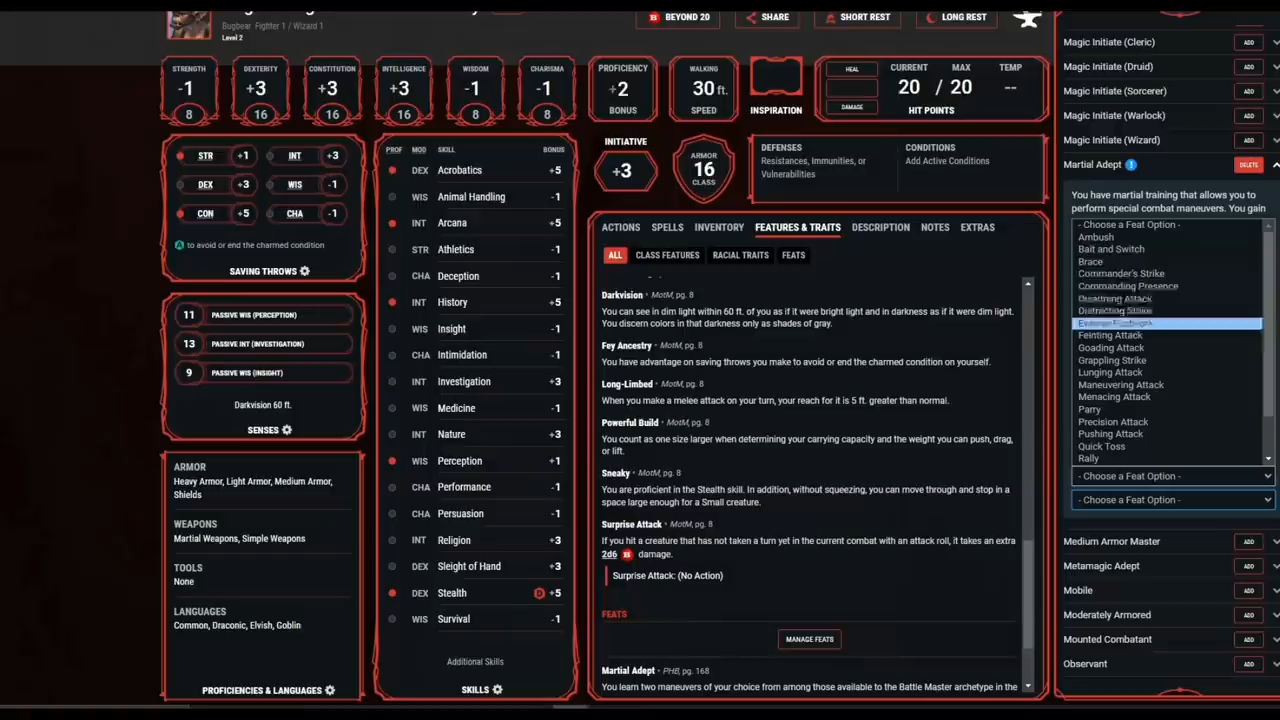 Bugbear Fighter 1 / Wizard 1
Level 2
BEYOND 20
SHARE
SHORT REST
LONG REST
STRENGTH
-1
8
DEXTERITY
+3
16
CONSTITUTION
+3
16
INTELLIGENCE
+3
16
WISDOM
-1
8
CHARISMA
-1
8
PROFICIENCY
+2
BONUS
WALKING
30 ft.
SPEED
INSPIRATION
HEAL
DAMAGE
CURRENT MAX TEMP
20 / 20 --
HIT POINTS
STR +1 INT +3
DEX +3 WIS -1
CON +5 CHA -1
to avoid or end the charmed condition
SAVING THROWS
11 PASSIVE WIS (PERCEPTION)
13 PASSIVE INT (INVESTIGATION)
9 PASSIVE WIS (INSIGHT)
Darkvision 60 ft.
SENSES
ARMOR
Heavy Armor, Light Armor, Medium Armor,
Shields
WEAPONS
Martial Weapons, Simple Weapons
TOOLS
None
LANGUAGES
Common, Draconic, Elvish, Goblin
PROFICIENCIES & LANGUAGES
PROF MOD SKILL BONUS
DEX Acrobatics +5
WIS Animal Handling -1
INT Arcana +5
STR Athletics -1
CHA Deception -1
INT History +5
WIS Insight -1
CHA Intimidation -1
INT Investigation +3
WIS Medicine -1
INT Nature +3
WIS Perception +1
CHA Performance -1
CHA Persuasion -1
INT Religion +3
DEX Sleight of Hand +3
DEX Stealth D +5
WIS Survival -1
Additional Skills
SKILLS
INITIATIVE
+3
ARMOR
16
CLASS
DEFENSES
Resistances, Immunities, or
Vulnerabilities
CONDITIONS
Add Active Conditions
ACTIONS SPELLS INVENTORY FEATURES & TRAITS DESCRIPTION NOTES EXTRAS
ALL CLASS FEATURES RACIAL TRAITS FEATS
Darkvision • MotM, pg. 8
You can see in dim light within 60 ft. of you as if it were bright light and in darkness as if it were dim light.
You discern colors in that darkness only as shades of gray.
Fey Ancestry • MotM, pg. 8
You have advantage on saving throws you make to avoid or end the charmed condition on yourself.
Long-Limbed • MotM, pg. 8
When you make a melee attack on your turn, your reach for it is 5 ft. greater than normal.
Powerful Build • MotM, pg. 8
You count as one size larger when determining your carrying capacity and the weight you can push, drag,
or lift.
Sneaky • MotM, pg. 8
You are proficient in the Stealth skill. In addition, without squeezing, you can move through and stop in a
space large enough for a Small creature.
Surprise Attack • MotM, pg. 8
If you hit a creature that has not taken a turn yet in the current combat with an attack roll, it takes an extra
2d6 damage.
Surprise Attack: (No Action)
FEATS
MANAGE FEATS
Martial Adept • PHB, pg. 168
You learn two maneuvers of your choice from among those available to the Battle Master archetype in the
Magic Initiate (Cleric) ADD
Magic Initiate (Druid) ADD
Magic Initiate (Sorcerer) ADD
Magic Initiate (Warlock) ADD
Magic Initiate (Wizard) ADD
Martial Adept DELETE
You have martial training that allows you to
perform special combat maneuvers. You gain
- Choose a Feat Option -
Ambush
Bait and Switch
Brace
Commander's Strike
Commanding Presence
Disarming Attack
Distracting Strike
Feinting Attack
Goading Attack
Grappling Strike
Lunging Attack
Maneuvering Attack
Menacing Attack
Parry
Precision Attack
Pushing Attack
Quick Toss
Rally
- Choose a Feat Option -
- Choose a Feat Option -
Medium Armor Master ADD
Metamagic Adept ADD
Mobile ADD
Moderately Armored ADD
Mounted Combatant ADD
Observant ADD